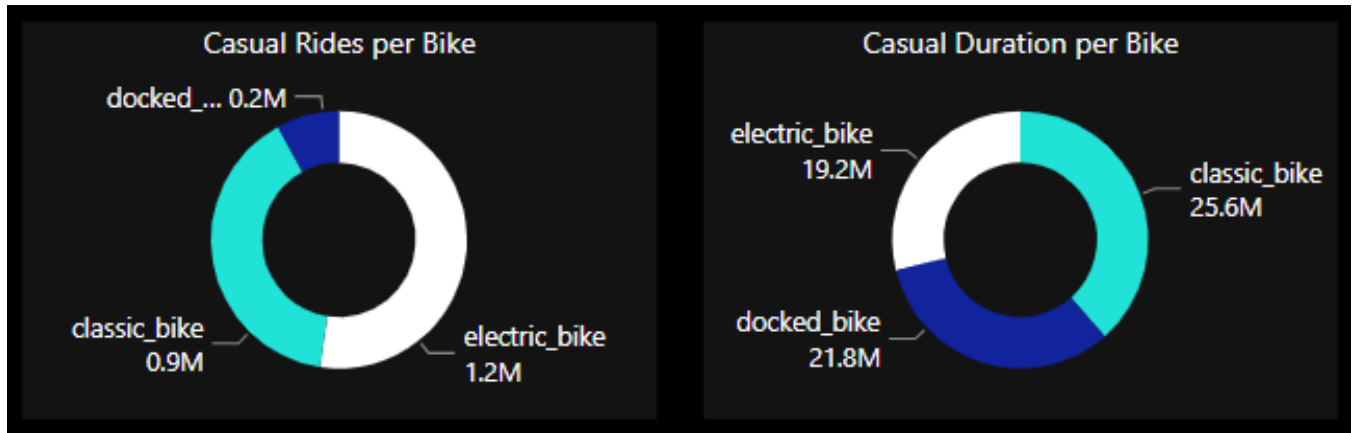 Casual Rides per Bike
docked_... 0.2M
classic_bike
0.9M
electric_bike
1.2M
Casual Duration per Bike
electric_bike
19.2M
classic_bike
25.6M
docked_bike
21.8M